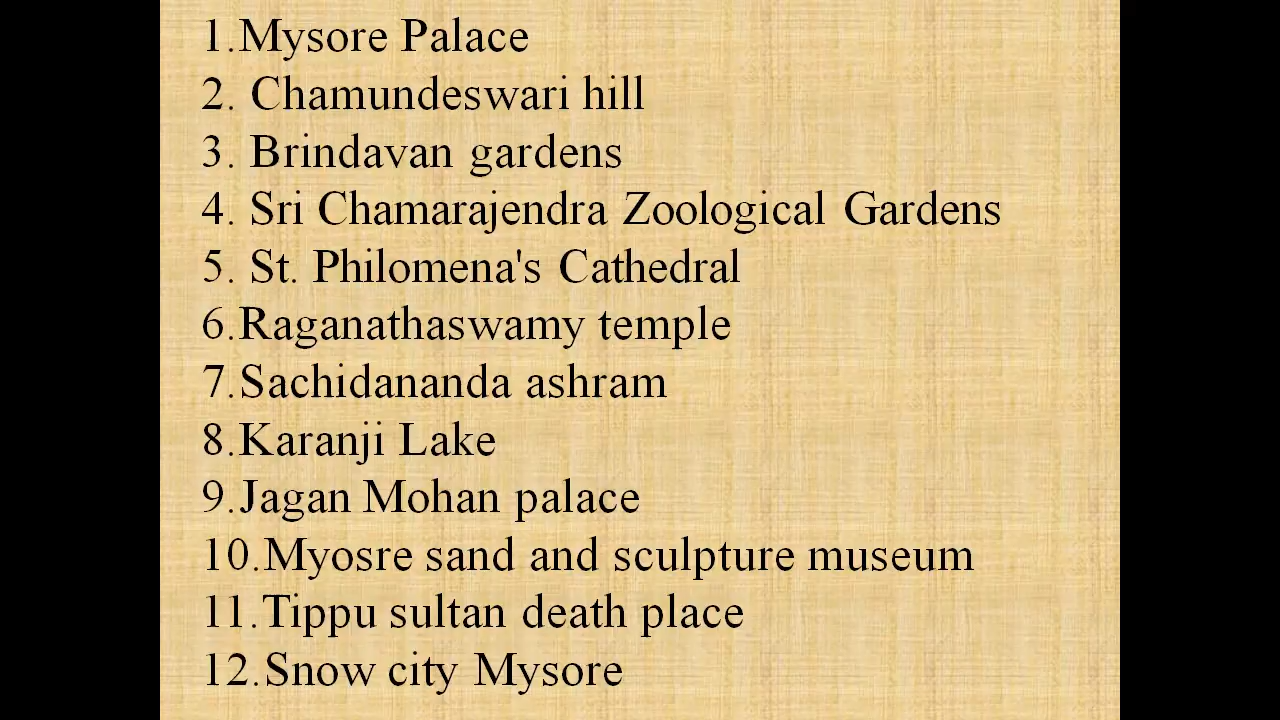 1.Mysore Palace
2. Chamundeswari hill
3. Brindavan gardens
4. Sri Chamarajendra Zoological Gardens
5. St. Philomena's Cathedral
6.Raganathaswamy temple
7.Sachidananda ashram
8.Karanji Lake
9.Jagan Mohan palace
10.Myosre sand and sculpture museum
11.Tippu sultan death place
12.Snow city Mysore